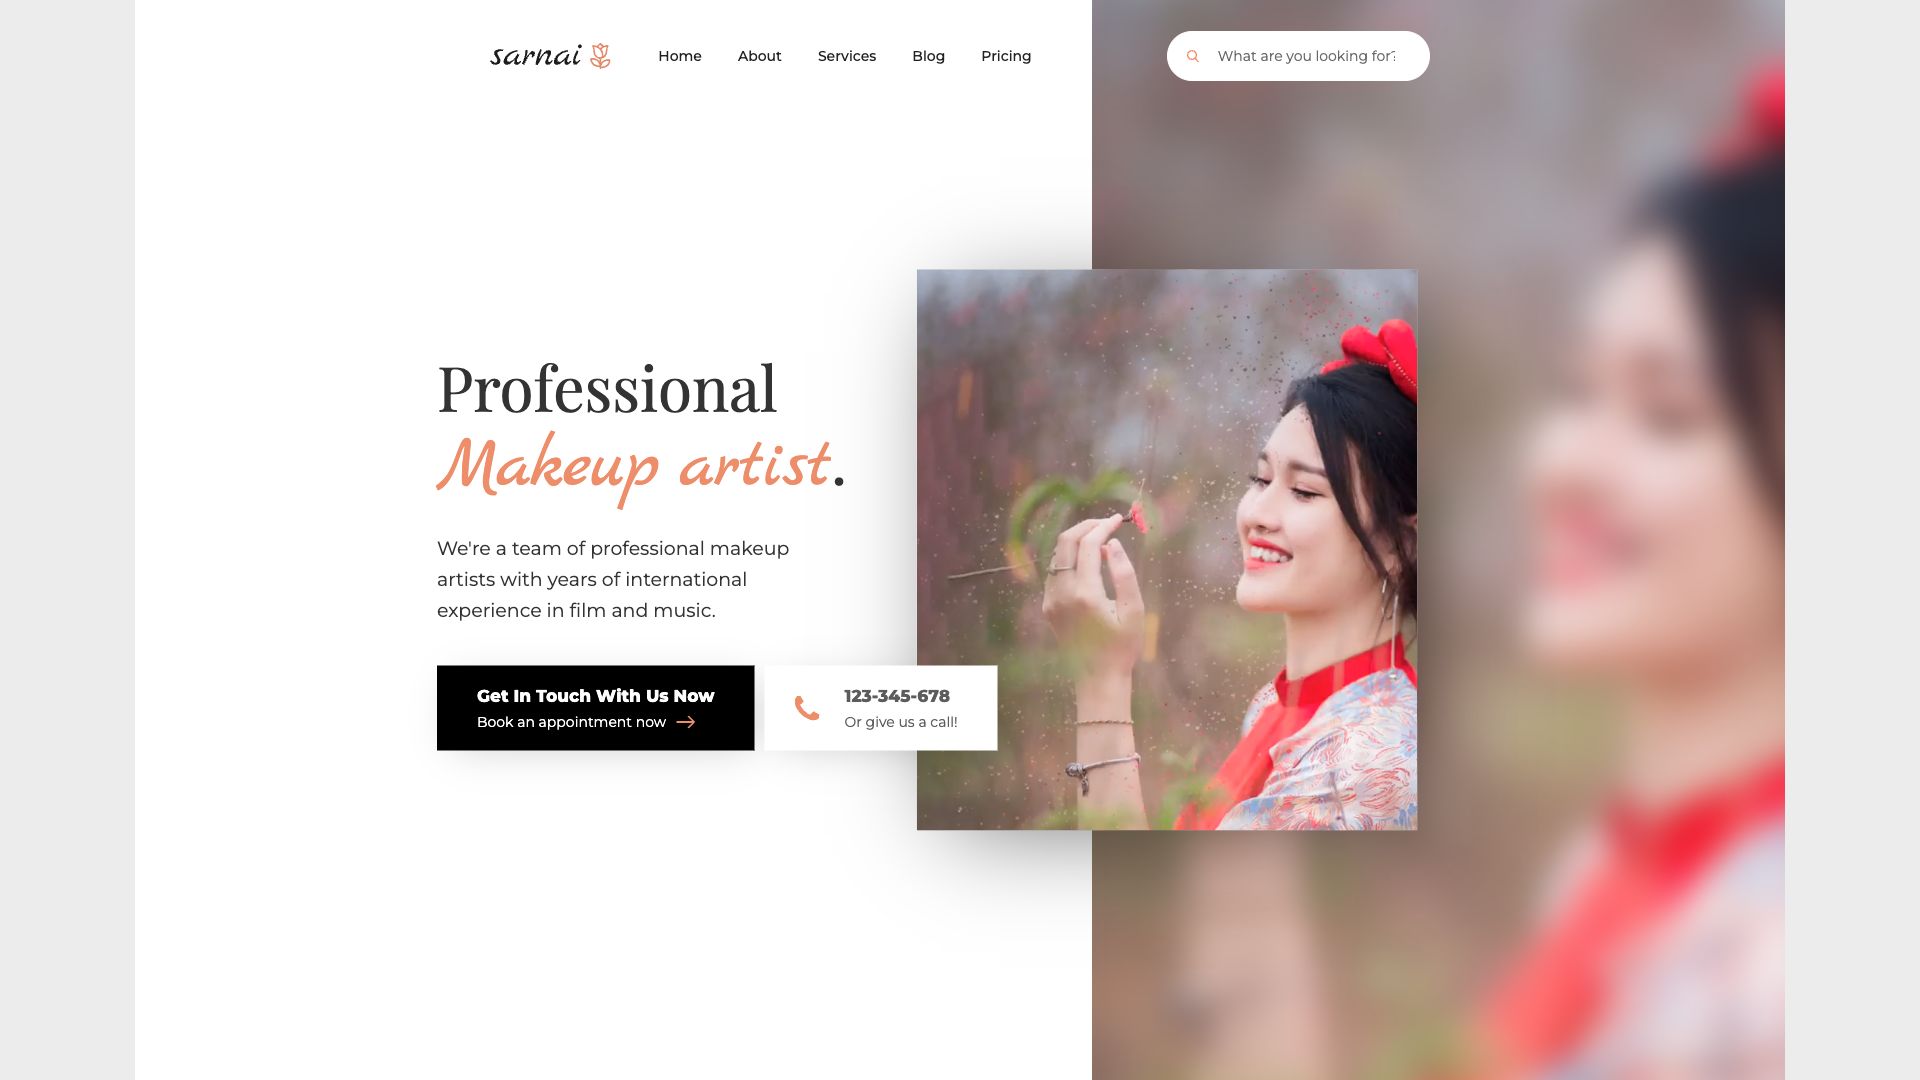 sarnai
Home
About
Services
Blog
Pricing
What are you looking for?
Professional
Makeup artist.
We're a team of professional makeup
artists with years of international
experience in film and music.
Get In Touch With Us Now
Book an appointment now
123-345-678
Or give us a call!